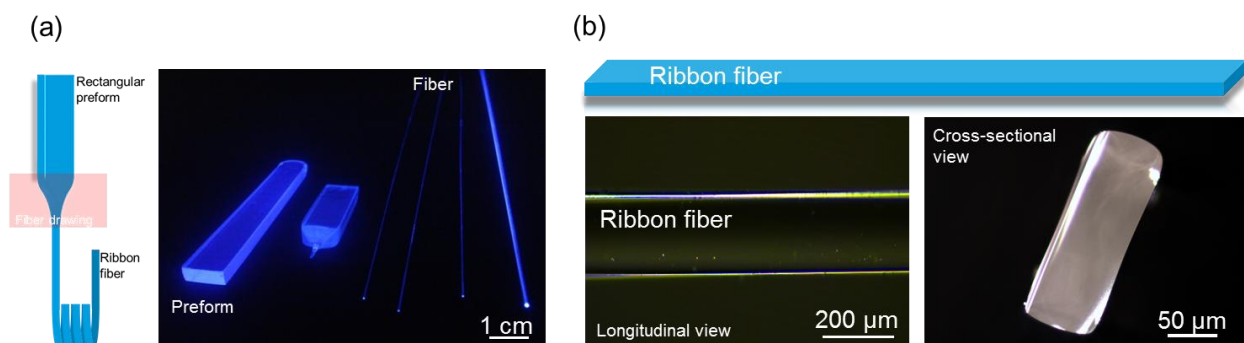 (a)
Rectangular
preform
Fiber drawing
Ribbon
fiber
Fiber
Preform
1 cm
(b)
Ribbon fiber
Ribbon fiber
Longitudinal view
200 µm
Cross-sectional
view
50 µm